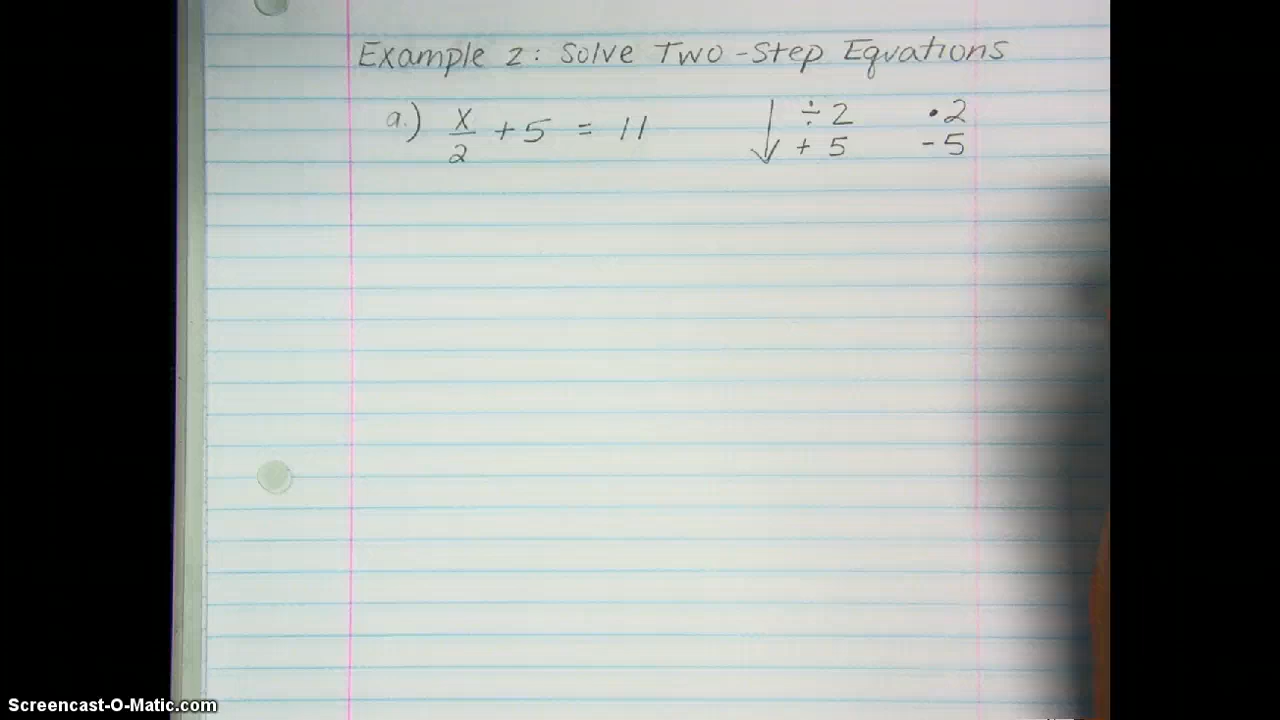 Example 2: Solve Two-Step Equations
a.) x/2 + 5 = 11 ↓ ÷2 •2
+ 5 -5
Screencast-O-Matic.com